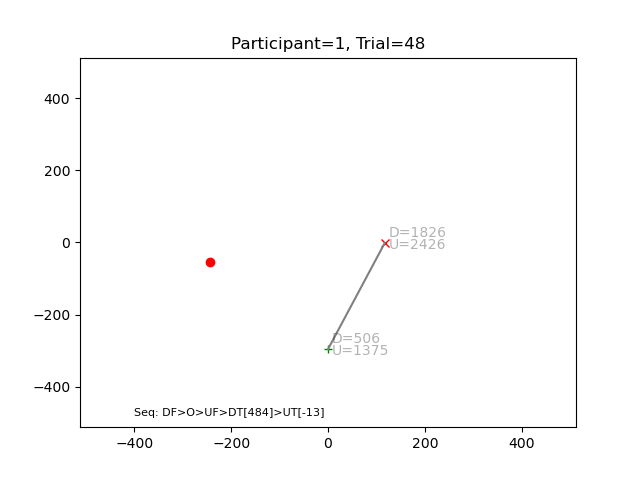 Participant=1, Trial=48
400
200
0
−200
−400
D=1826
U=2426
D=506
U=1375
Seq: DF>O>UF>DT[484]>UT[-13]
−400 −200 0 200 400